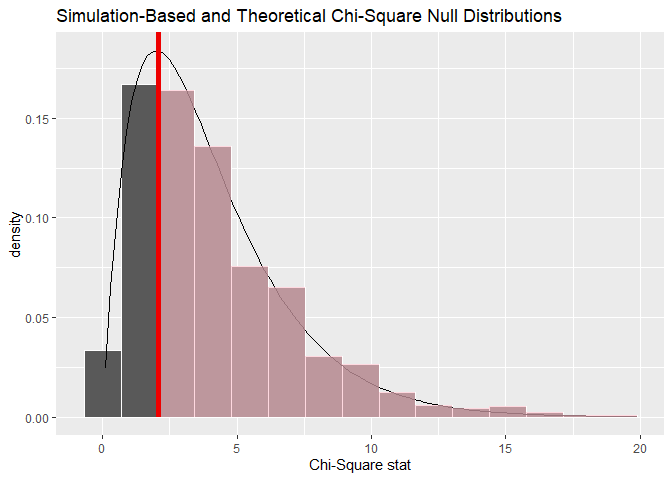 Simulation-Based and Theoretical Chi-Square Null Distributions
0.15
0.10
0.05
0.00
density
0 5 10 15 20
Chi-Square stat